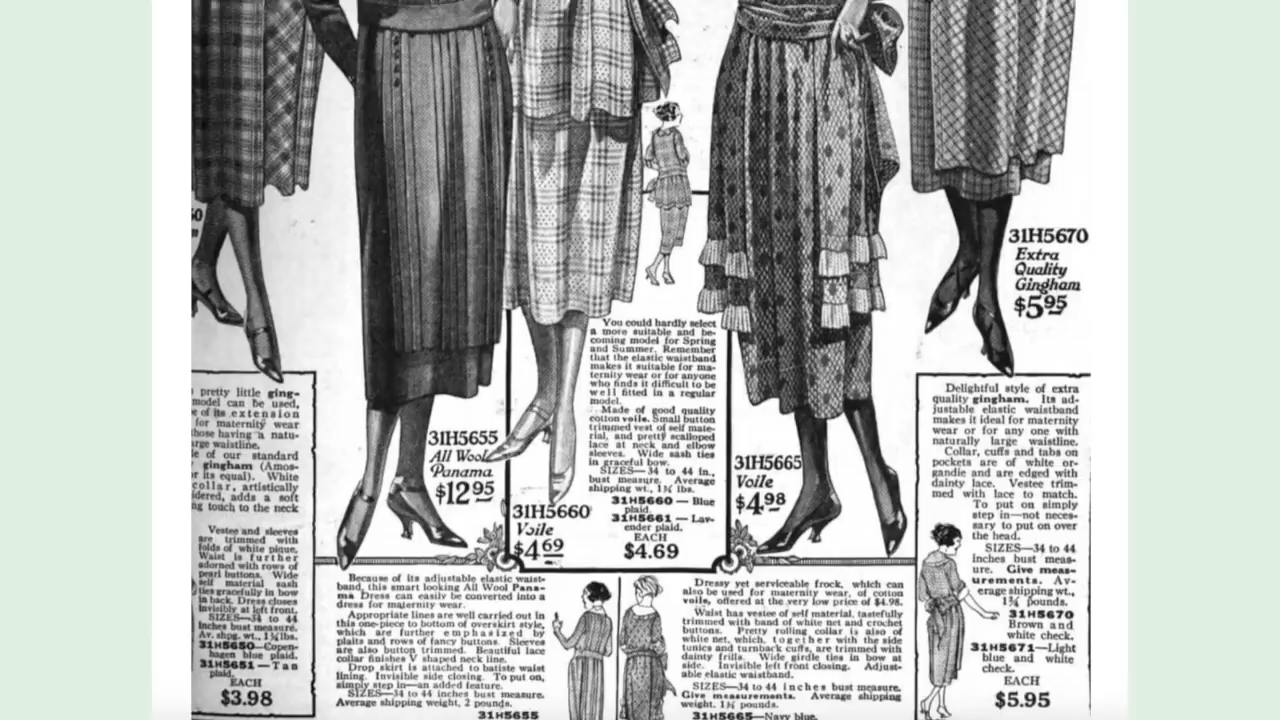 31H5670
Extra
Quality
Gingham
$5.95
31H5655
All Wool
Panama
$12.95
31H5660
Voile
$4.69
31H5665
Voile
$4.98
pretty little ging-
model can be used,
of its extension
for maternity wear
those having a natu-
waistline.
of our standard
gingham (Amos-
its equal). White
collar, artistically
adds a soft
touch to the neck
Vestee and sleeves
are trimmed with
folds of white pique.
Waist is further
adorned with rows of
pearl buttons. Wide
self material sash
ties gracefully in bow
in back. Dress closes
invisibly at left front.
SIZES—34 to 44
inches bust measure.
Av. shpg. wt., 1¼ lbs.
31H5650—Copen-
hagen blue plaid.
31H5651—Tan
plaid.
EACH
$3.98
You could hardly select
a more suitable and be-
coming model for Spring
and Summer. Remember
that the elastic waistband
makes it suitable for ma-
ternity wear or for anyone
who finds it difficult to be
well fitted in a regular
model.
Made of good quality
cotton voile. Small button
trimmed vest of self mate-
rial, and pretty scalloped
lace at neck and elbow
sleeves. Wide sash ties
in graceful bow.
SIZES—34 to 44 in.,
bust measure. Average
shipping wt., 1¼ lbs.
31H5660—Blue
plaid.
31H5661—Lav-
ender plaid.
EACH
$4.69
Because of its adjustable elastic waist-
band, this smart looking All Wool Pana-
ma Dress can easily be converted into a
dress for maternity wear.
Appropriate lines are well carried out in
this one-piece to bottom of overskirt style,
which are further emphasized by
plaits and rows of fancy buttons. Sleeves
are also button trimmed. Beautiful lace
collar finishes V shaped neck line.
Drop skirt is attached to batiste waist
lining. Invisible side closing. To put on,
simply step in—an added feature.
SIZES—34 to 44 inches bust measure.
Average shipping weight, 2 pounds.
31H5655
Dressy yet serviceable frock, which can
also be used for maternity wear, of cotton
voile, offered at the very low price of $4.98.
Waist has vestee of self material, tastefully
trimmed with band of white net and crochet
buttons. Pretty rolling collar is also of
white net, which, together with the side
tunics and turnback cuffs, are trimmed with
dainty frills. Wide girdle ties in bow at
side. Invisible left front closing. Adjust-
able elastic waistband.
SIZES—34 to 44 inches bust measure.
Give measurements. Average shipping
weight, 1¾ pounds.
31H5665—Navy blue.
Delightful style of extra
quality gingham. Its ad-
justable elastic waistband
makes it ideal for maternity
wear or for any one with
naturally large waistline.
Collar, cuffs and tabs on
pockets are of white or-
gandie and are edged with
dainty lace. Vestee trim-
med with lace to match.
To put on simply
step in—not neces-
sary to put on over
the head.
SIZES—34 to 44
inches bust meas-
ure. Give meas-
urements. Av-
erage shipping wt.,
1¾ pounds.
31H5670
Brown and
white check.
31H5671—Light
blue and white
check.
EACH
$5.95